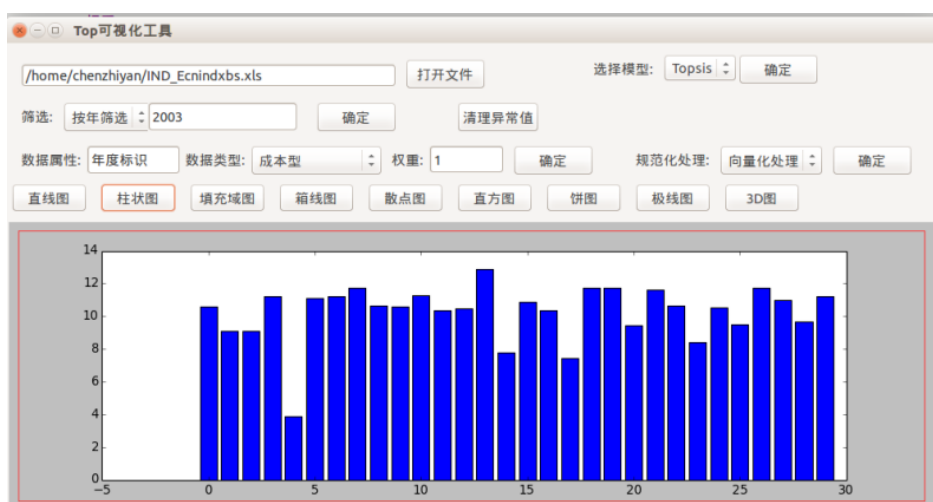 Top可视化工具
/home/chenzhiyan/IND_Ecnindxbs.xls 打开文件 选择模型: Topsis 确定
筛选: 按年筛选 2003 确定 清理异常值
数据属性: 年度标识 数据类型: 成本型 权重: 1 确定 规范化处理: 向量化处理 确定
直线图 柱状图 填充域图 箱线图 散点图 直方图 饼图 极线图 3D图
14
12
10
8
6
4
2
0
−5 0 5 10 15 20 25 30